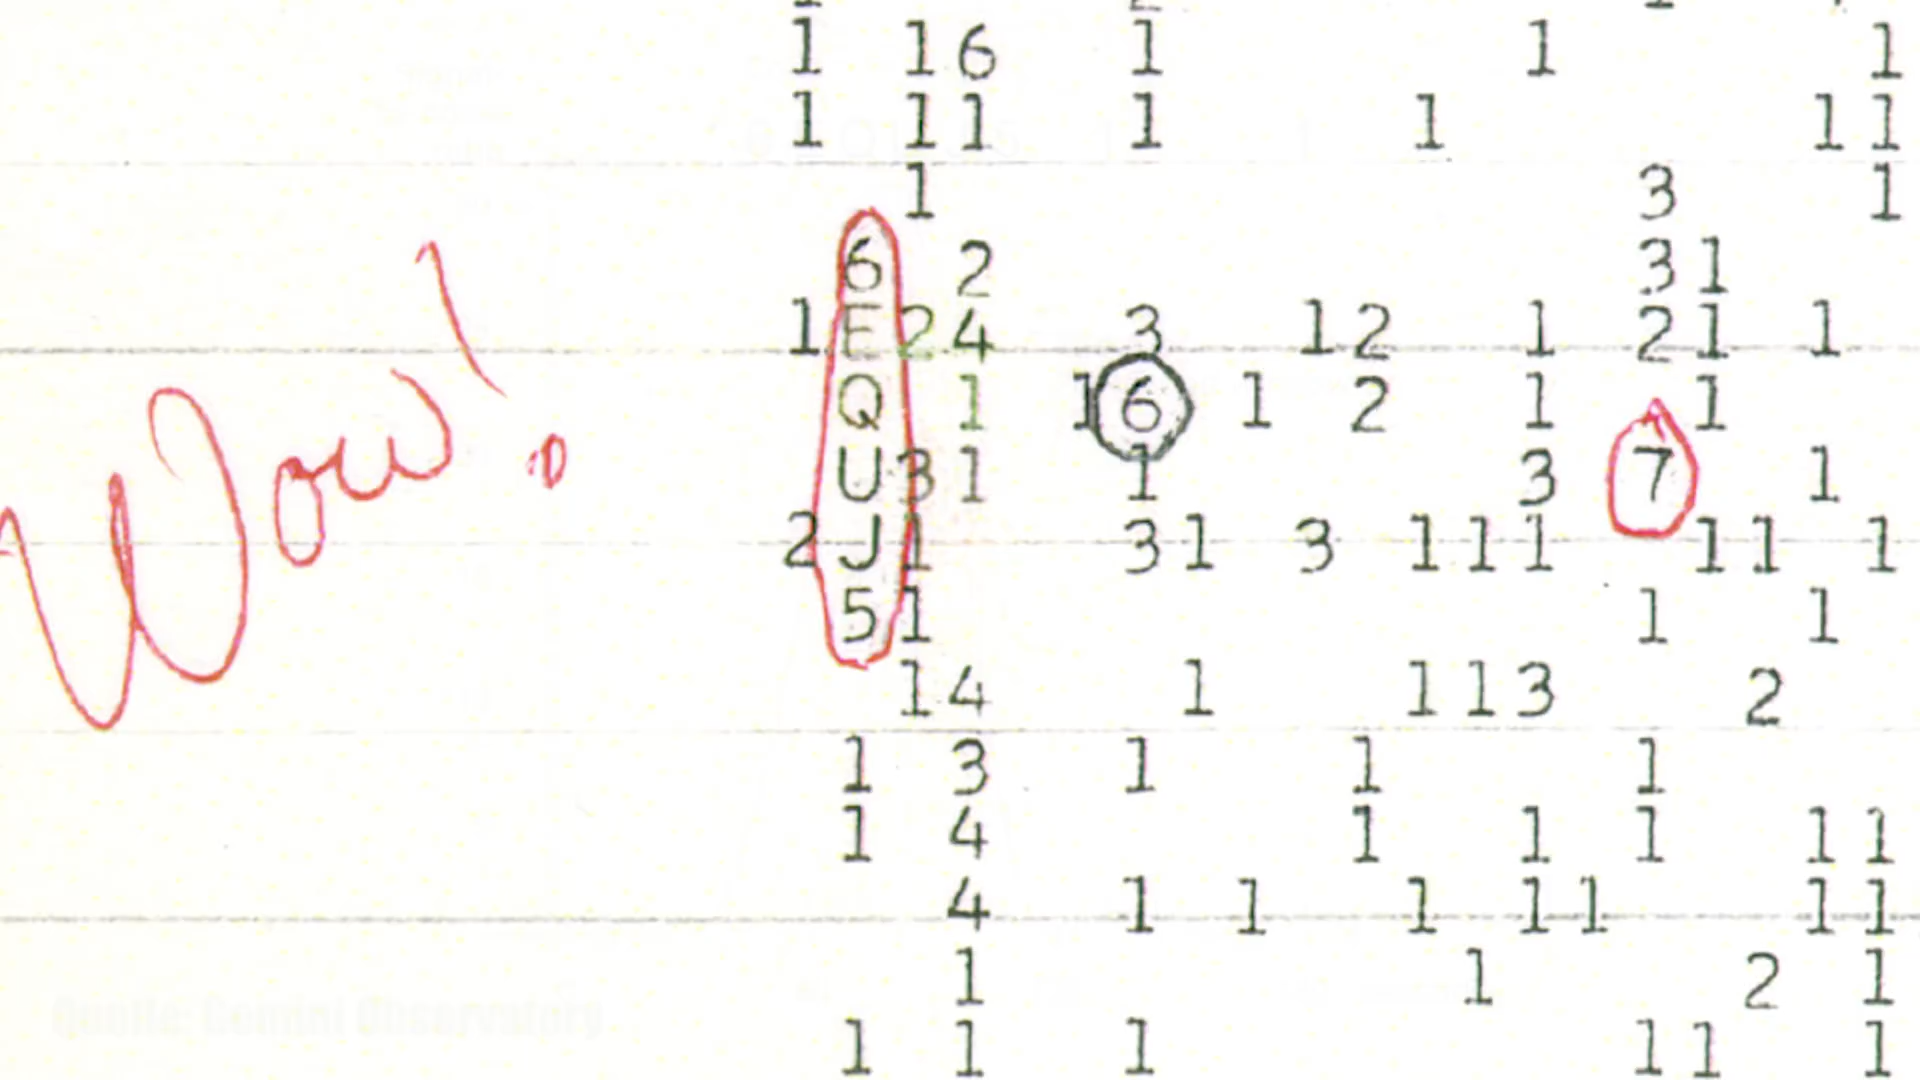 1 16 1 1 1
1 11 1 1 11
1 3 1
6 2 31
1E24 3 12 1 21 1
Q 1 16 1 2 1 1
U31 1 3 7 1
Wow!
2J1 31 3 111 11 1
51 1 1
14 1 113 2
1 3 1 1 1
1 4 1 1 1 11
4 1 1 1 11 11
1 1 2 1
Quelle: Gemini Observatory
1 1 1 11 1